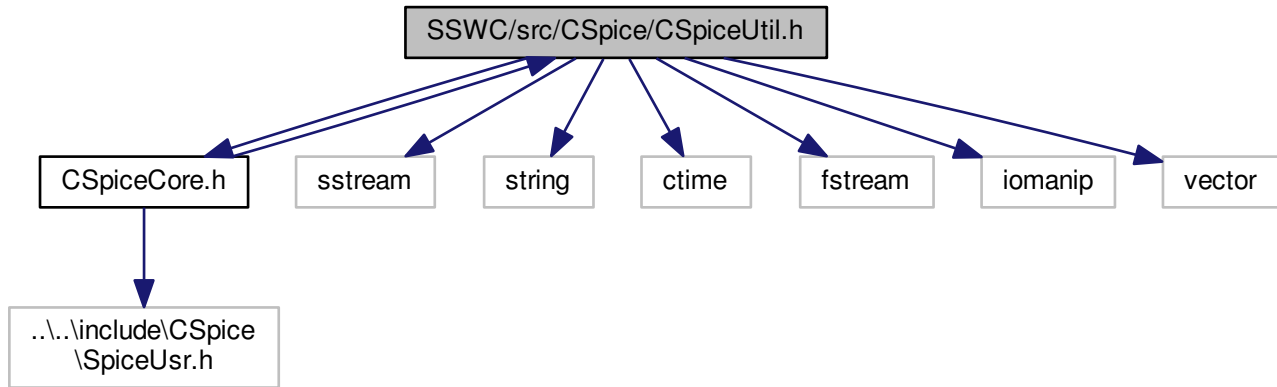 SSWC/src/CSpice/CSpiceUtil.h
CSpiceCore.h
sstream
string
ctime
fstream
iomanip
vector
..\..\include\CSpice
\SpiceUsr.h